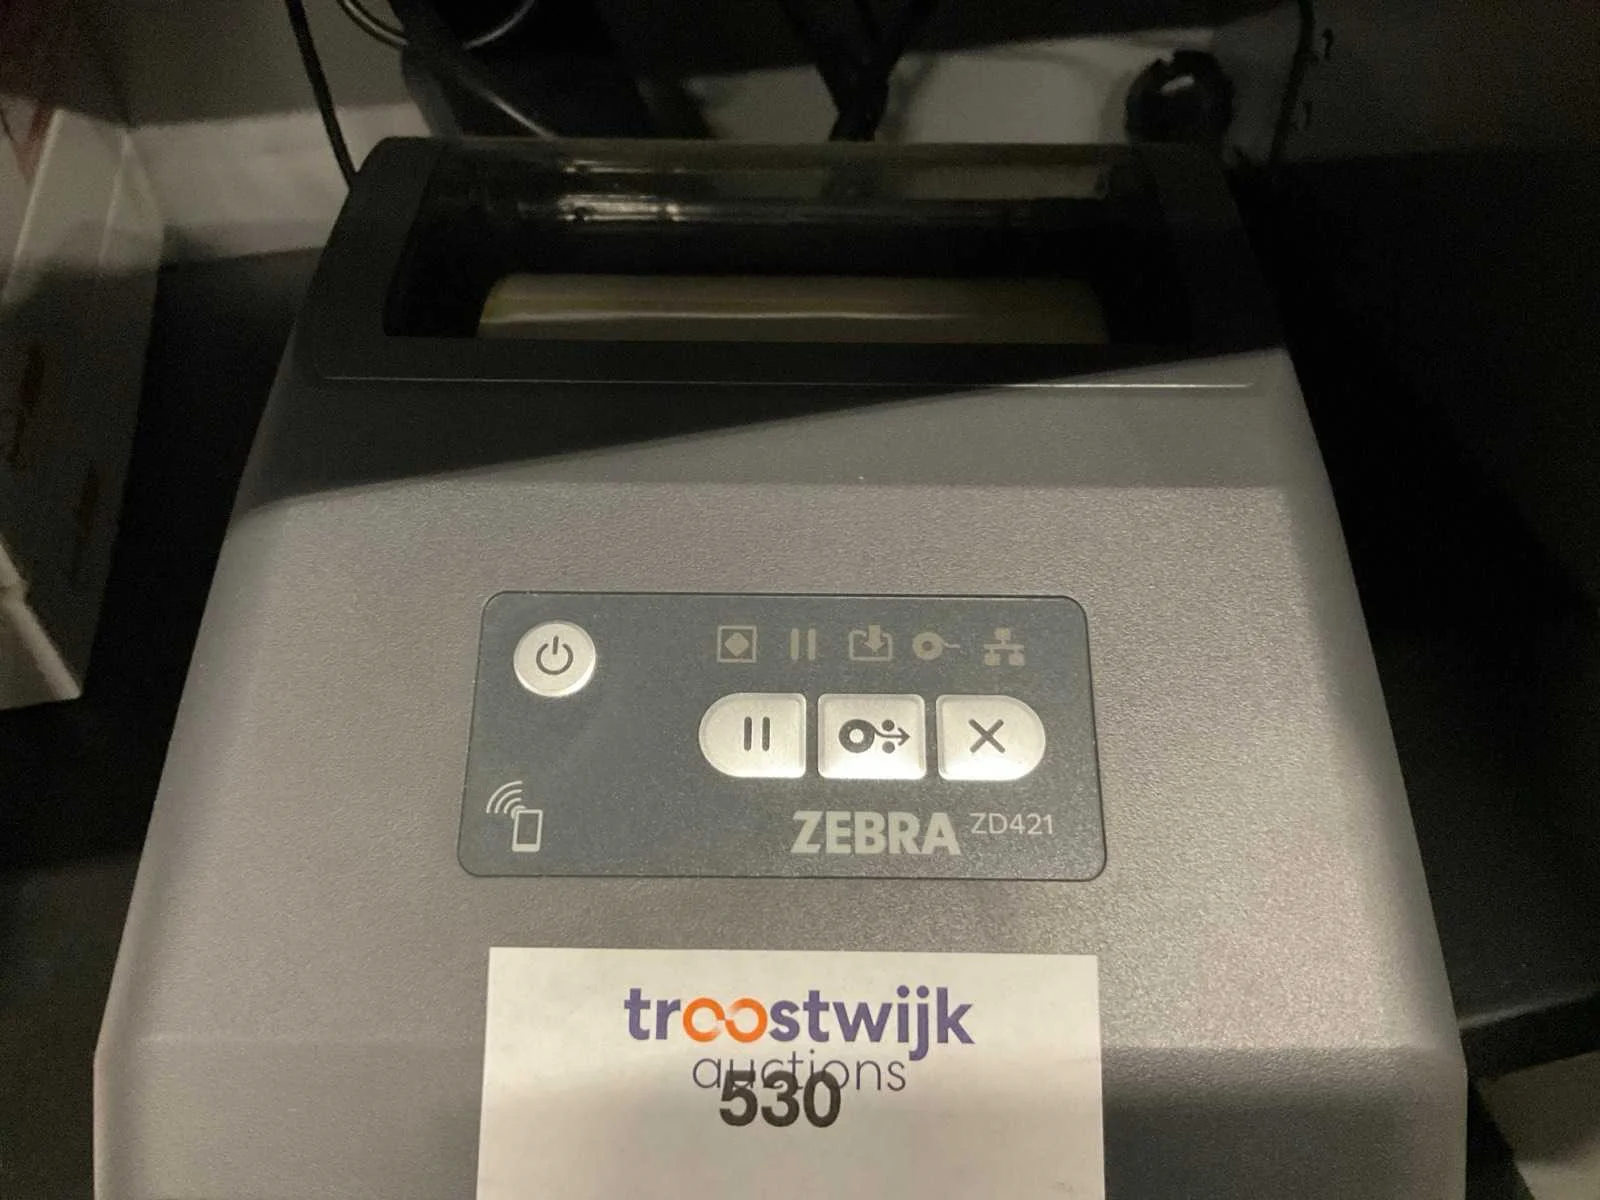 ZEBRA ZD421
troostwijk
auctions
530